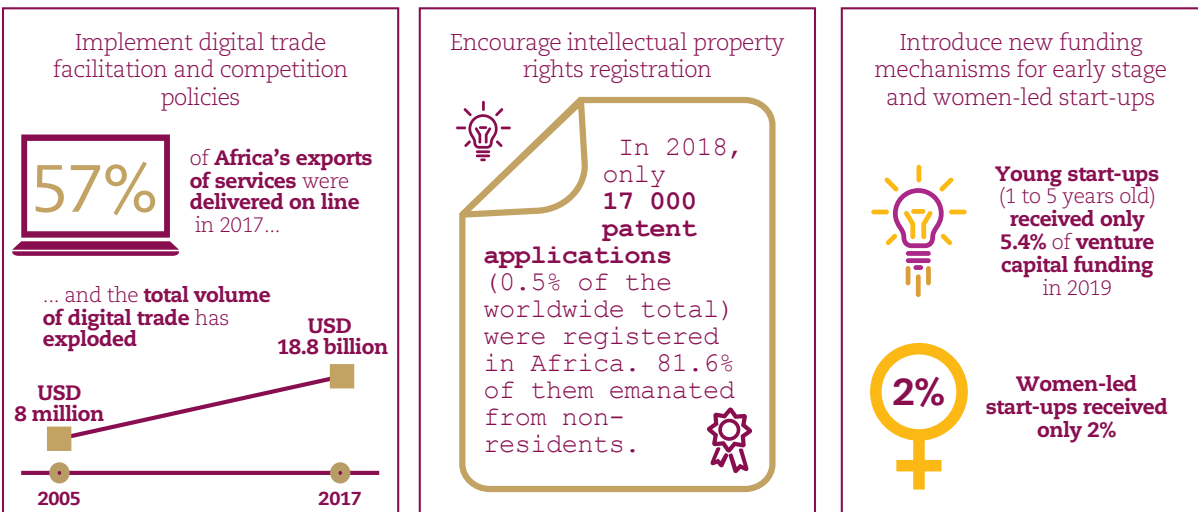 Implement digital trade
facilitation and competition
policies
57%
of Africa's exports
of services were
delivered on line
in 2017...
... and the total volume
of digital trade has
exploded
USD
18.8 billion
USD
8 million
2005
2017
Encourage intellectual property
rights registration
In 2018,
only
17 000
patent
applications
(0.5% of the
worldwide total)
were registered
in Africa. 81.6%
of them emanated
from non-
residents.
Introduce new funding
mechanisms for early stage
and women-led start-ups
Young start-ups
(1 to 5 years old)
received only
5.4% of venture
capital funding
in 2019
2%
Women-led
start-ups received
only 2%